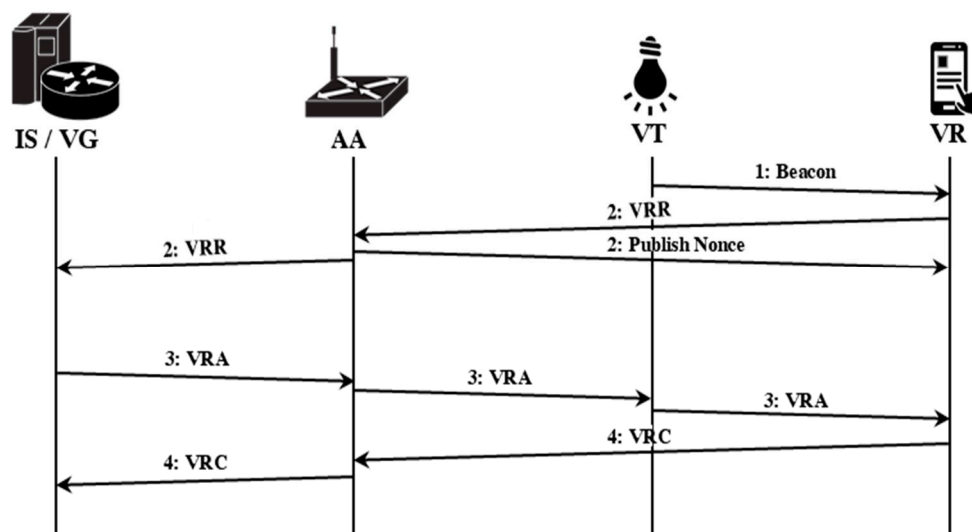 IS / VG
AA
VT
VR
1: Beacon
2: VRR
2: VRR
2: Publish Nonce
3: VRA
3: VRA
3: VRA
4: VRC
4: VRC